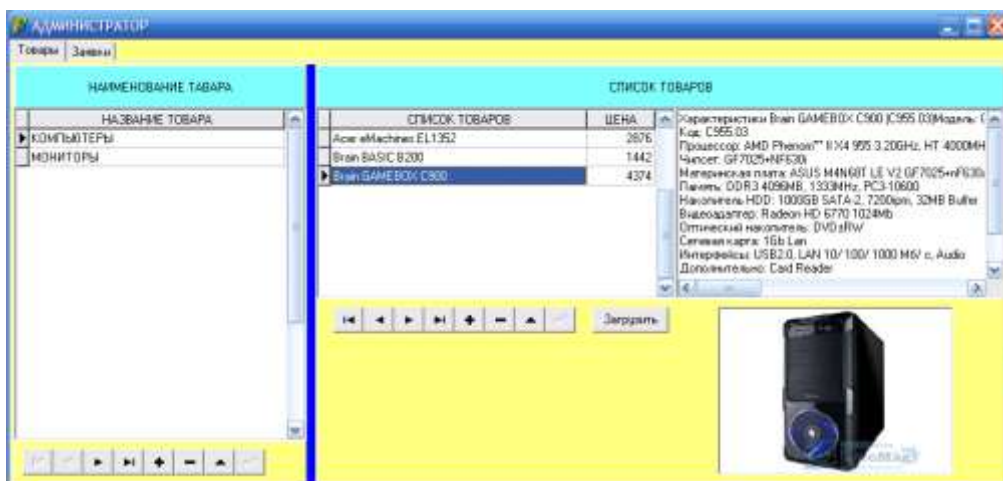 АДМИНИСТРАТОР
Товары
Заявки
НАИМЕНОВАНИЕ ТАВАРА
НАЗВАНИЕ ТОВАРА
КОМПЬЮТЕРЫ
МОНИТОРЫ
СПИСОК ТОВАРОВ
СПИСОК ТОВАРОВ ЦЕНА
Acer eMachines EL1352 2876
Brain BASIC B200 1442
Brain GAMEBOX C900 4374
Характеристики Brain GAMEBOX C900 (C955.03)Модель:
Код: C955.03
Процессор: AMD Phenom™ II X4 955 3.20GHz, HT 4000MH
Чипсет: GF7025+NF630i
Материнская плата: ASUS M4N68T LE V2 GF7025+nF630i
Память: DDR3 4096MB, 1333MHz, PC3-10600
Накопитель HDD: 1000GB SATA-2, 7200rpm, 32MB Buffer
Видеоадаптер: Radeon HD 6770 1024Mb
Оптический накопитель: DVD±RW
Сетевая карта: 1Gb Lan
Интерфейсы: USB2.0, LAN 10/ 100/ 1000 Мб/ с, Audio
Дополнительно: Card Reader
Загрузить